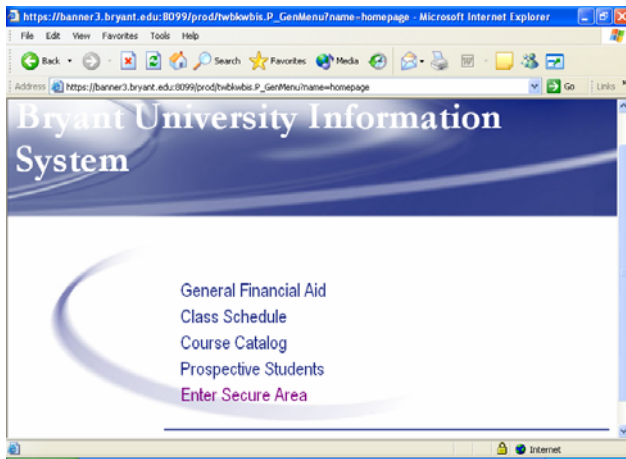 https://banner3.bryant.edu:8099/prod/twbkwbis.P_GenMenu?name=homepage - Microsoft Internet Explorer
File Edit View Favorites Tools Help
Back Search Favorites Media
Address https://banner3.bryant.edu:8099/prod/twbkwbis.P_GenMenu?name=homepage Go Links »
Bryant University Information
System
General Financial Aid
Class Schedule
Course Catalog
Prospective Students
Enter Secure Area
Internet